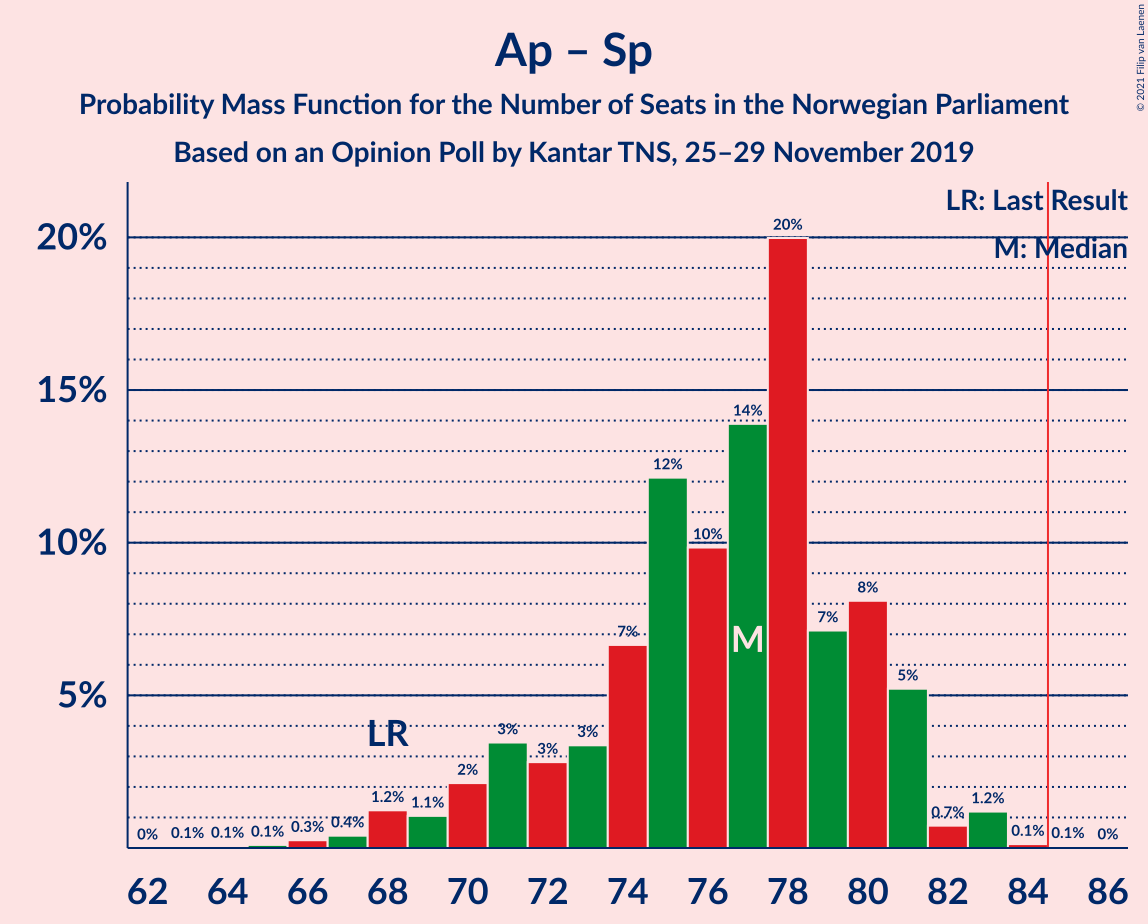 Ap – Sp
Probability Mass Function for the Number of Seats in the Norwegian Parliament
Based on an Opinion Poll by Kantar TNS, 25–29 November 2019
© 2021 Filip van Laenen
LR: Last Result
M: Median
20%
15%
10%
5%
0% 0.1% 0.1% 0.1% 0.3% 0.4% 1.2% 1.1% 2% 3% 3% 3% 7% 12% 10% 14% 20% 7% 8% 5% 0.7% 1.2% 0.1% 0.1% 0%
LR
M
62 64 66 68 70 72 74 76 78 80 82 84 86